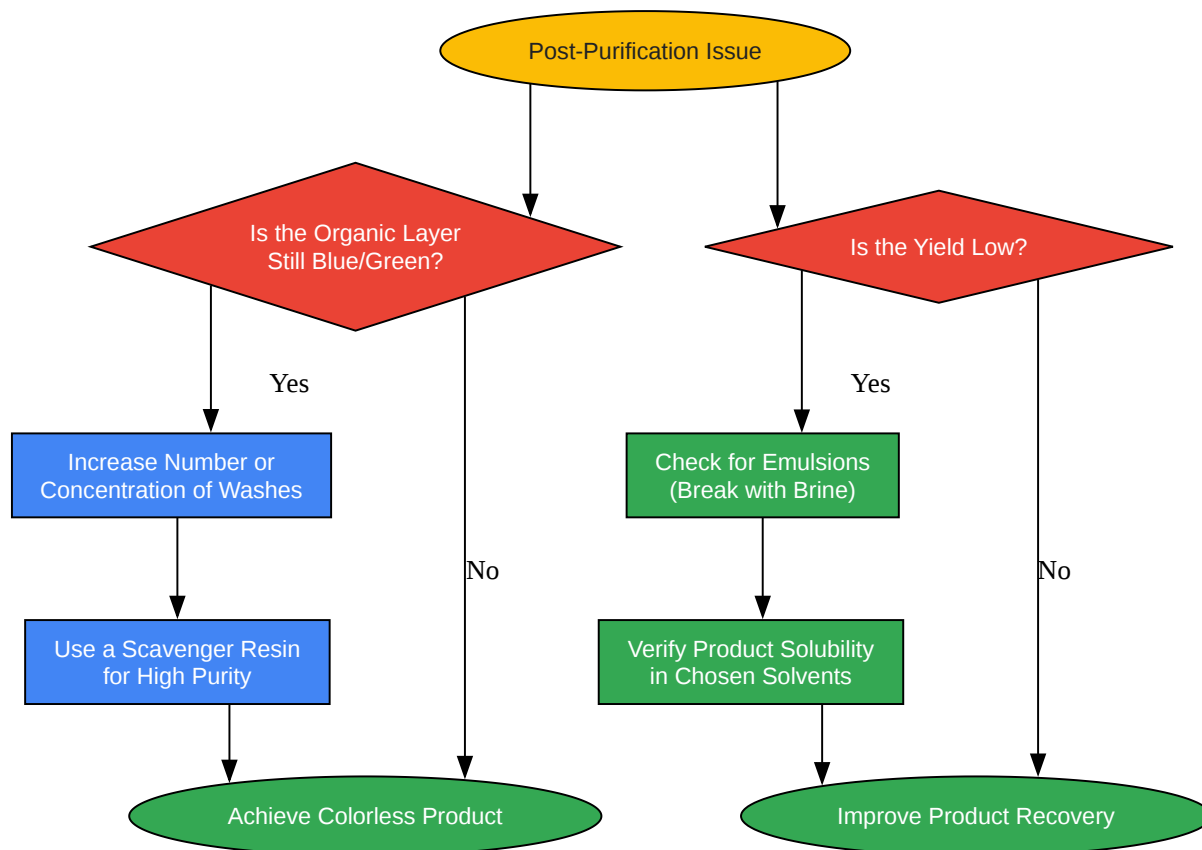 Post-Purification Issue
Is the Organic Layer
Still Blue/Green?
Is the Yield Low?
Yes
Yes
Increase Number or
Concentration of Washes
Check for Emulsions
(Break with Brine)
No
No
Use a Scavenger Resin
for High Purity
Verify Product Solubility
in Chosen Solvents
Achieve Colorless Product
Improve Product Recovery